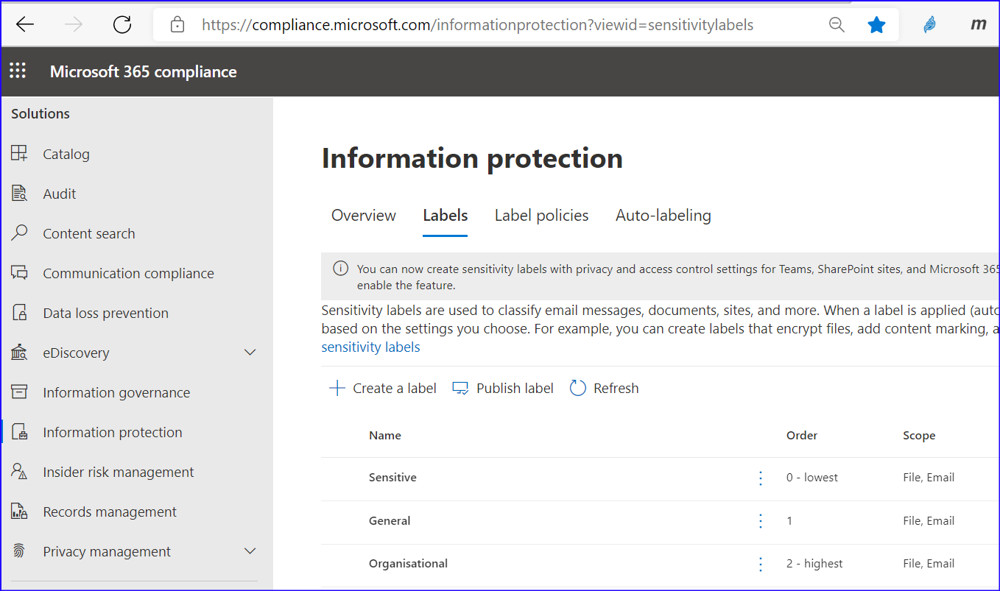 https://compliance.microsoft.com/informationprotection?viewid=sensitivitylabels
m
Microsoft 365 compliance
Solutions
Catalog
Audit
Content search
Communication compliance
Data loss prevention
eDiscovery
Information governance
Information protection
Insider risk management
Records management
Privacy management
Information protection
Overview Labels Label policies Auto-labeling
You can now create sensitivity labels with privacy and access control settings for Teams, SharePoint sites, and Microsoft 365
enable the feature.
Sensitivity labels are used to classify email messages, documents, sites, and more. When a label is applied (auto
based on the settings you choose. For example, you can create labels that encrypt files, add content marking, a
sensitivity labels
Create a label Publish label Refresh
Name Order Scope
Sensitive 0 - lowest File, Email
General 1 File, Email
Organisational 2 - highest File, Email